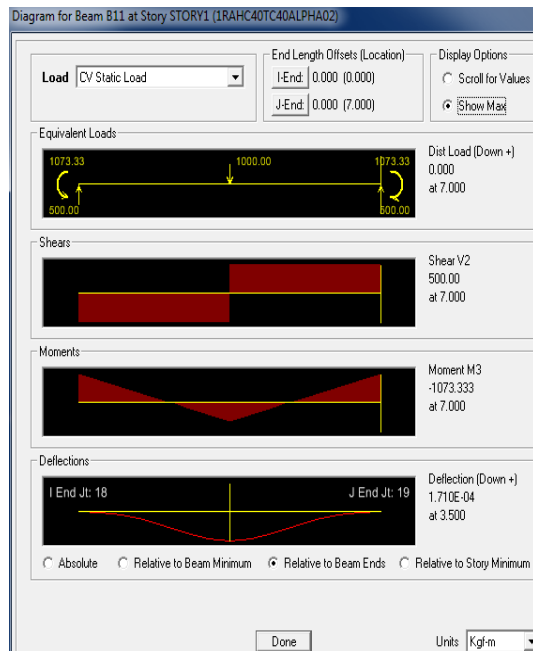 Diagram for Beam B11 at Story STORY1 (1RAHC40TC40ALPHA02)
Load CV Static Load
End Length Offsets (Location)
I-End: 0.000 (0.000)
J-End: 0.000 (7.000)
Display Options
Scroll for Values
Show Max
Equivalent Loads
1073.33 1000.00 1073.33
500.00 500.00
Dist Load (Down +)
0.000
at 7.000
Shears
Shear V2
500.00
at 7.000
Moments
Moment M3
-1073.333
at 7.000
Deflections
I End Jt: 18 J End Jt: 19
Deflection (Down +)
1.710E-04
at 3.500
Absolute Relative to Beam Minimum Relative to Beam Ends Relative to Story Minimum
Done
Units Kgf-m